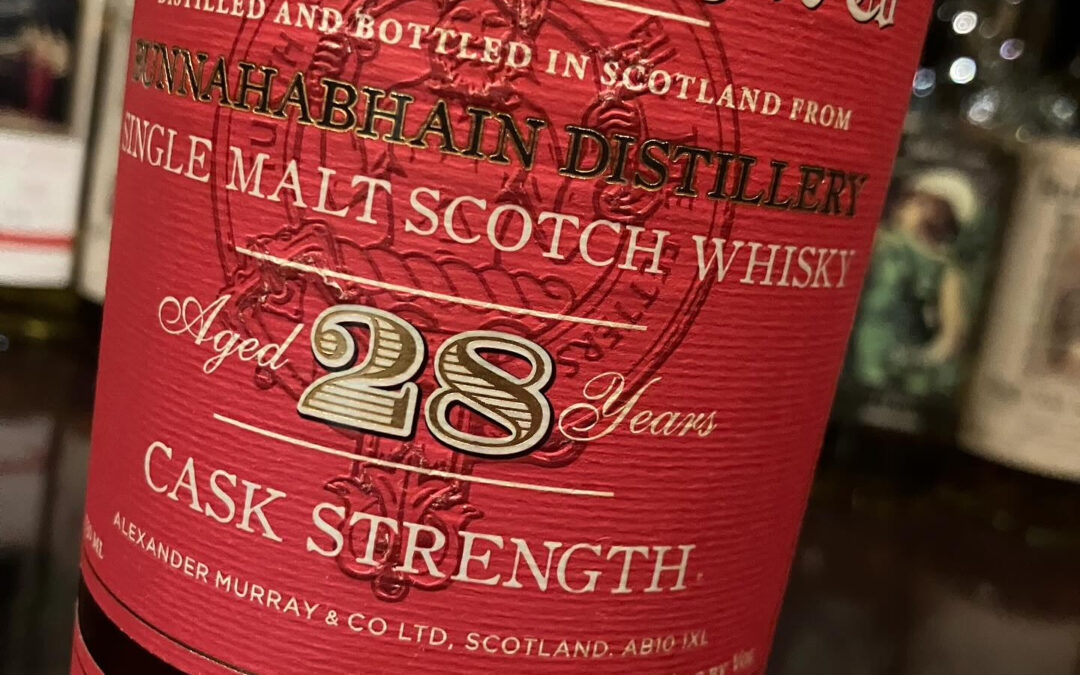 DISTILLED AND BOTTLED IN SCOTLAND FROM
BUNNAHABHAIN DISTILLERY
SINGLE MALT SCOTCH WHISKY
Aged 28 Years
CASK STRENGTH
ML
ALEXANDER MURRAY & CO LTD, SCOTLAND. AB10 1XL